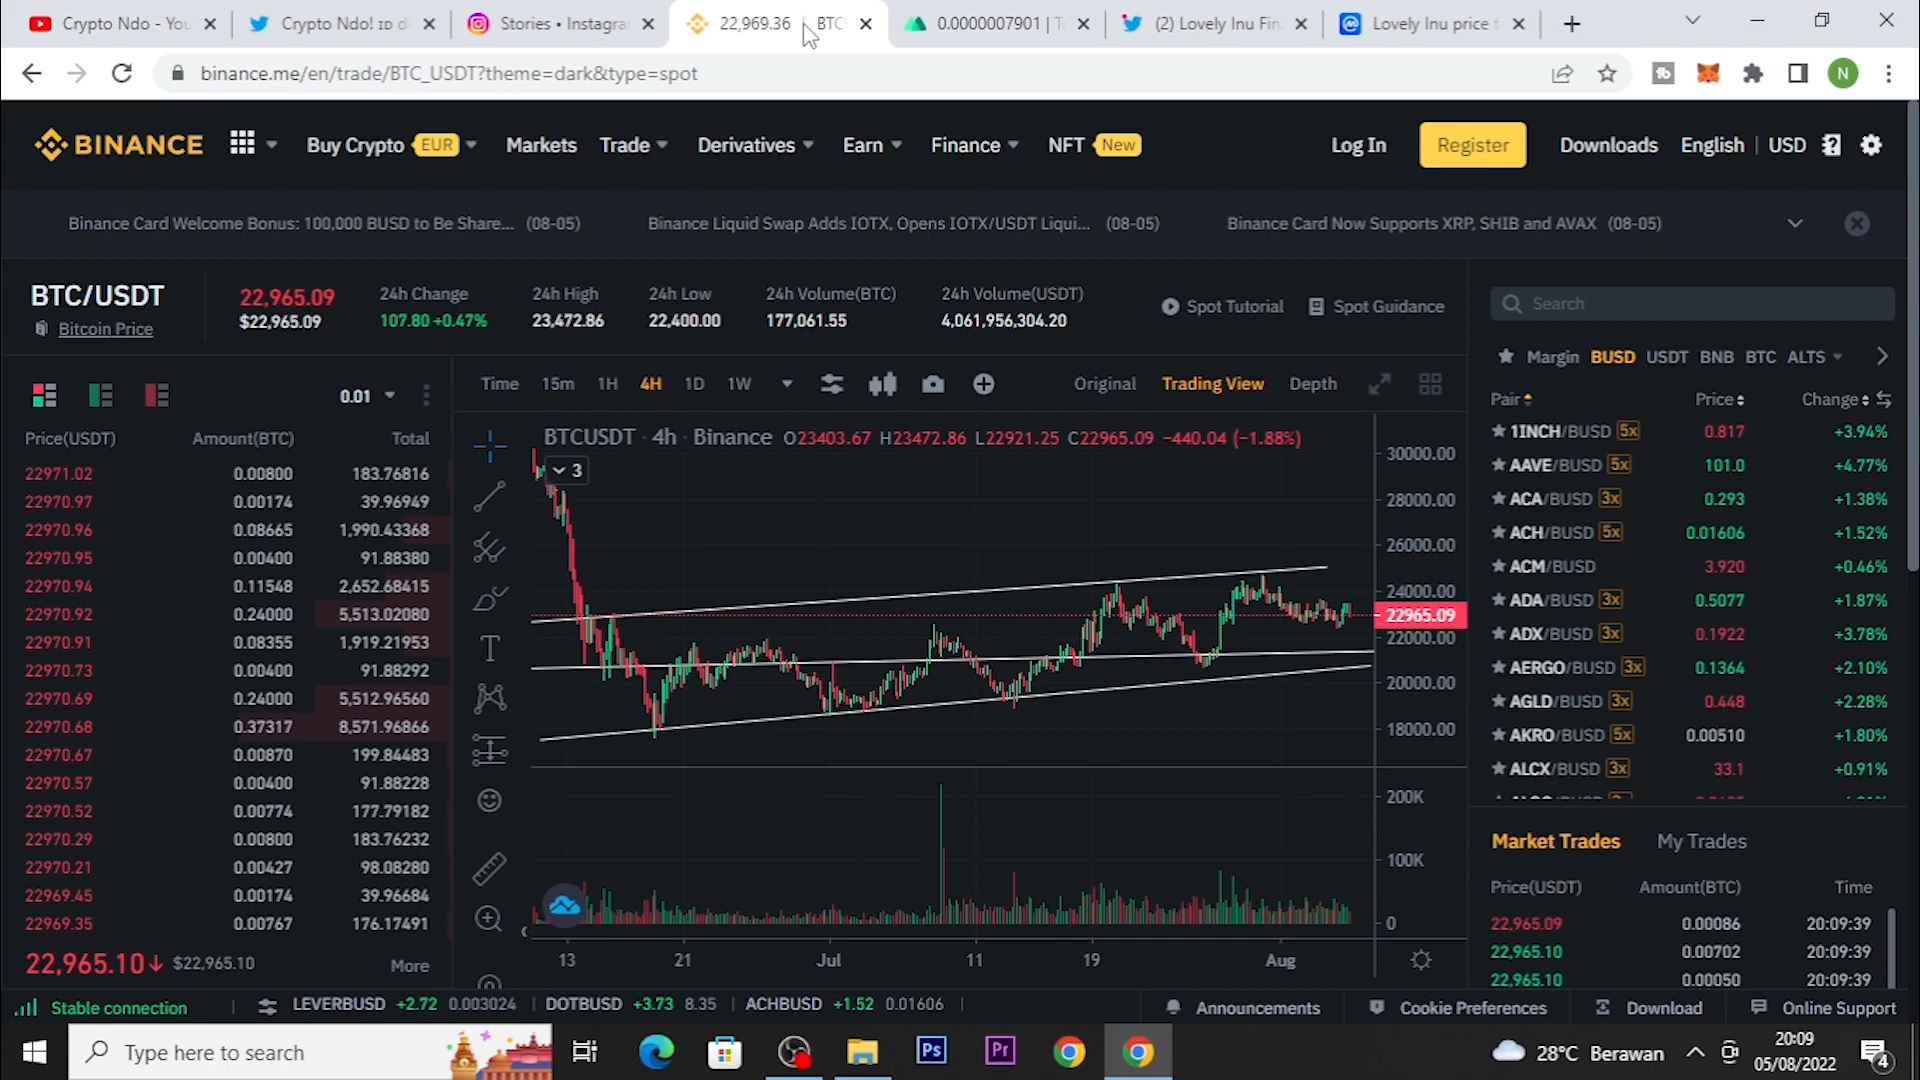 Crypto Ndo - You
Crypto Ndo! ɪᴅ di
Stories • Instagra
22,969.36 | BTC
0.0000007901 | T
(2) Lovely Inu Fin
Lovely Inu price t
binance.me/en/trade/BTC_USDT?theme=dark&type=spot
N
BINANCE
Buy Crypto EUR
Markets
Trade
Derivatives
Earn
Finance
NFT New
Log In
Register
Downloads
English | USD
Binance Card Welcome Bonus: 100,000 BUSD to Be Share... (08-05)
Binance Liquid Swap Adds IOTX, Opens IOTX/USDT Liqui... (08-05)
Binance Card Now Supports XRP, SHIB and AVAX (08-05)
BTC/USDT
Bitcoin Price
22,965.09
$22,965.09
24h Change
107.80 +0.47%
24h High
23,472.86
24h Low
22,400.00
24h Volume(BTC)
177,061.55
24h Volume(USDT)
4,061,956,304.20
Spot Tutorial
Spot Guidance
Search
Margin BUSD USDT BNB BTC ALTS
0.01
Price(USDT) Amount(BTC) Total
22971.02 0.00800 183.76816
22970.97 0.00174 39.96949
22970.96 0.08665 1,990.43368
22970.95 0.00400 91.88380
22970.94 0.11548 2,652.68415
22970.92 0.24000 5,513.02080
22970.91 0.08355 1,919.21953
22970.73 0.00400 91.88292
22970.69 0.24000 5,512.96560
22970.68 0.37317 8,571.96866
22970.67 0.00870 199.84483
22970.57 0.00400 91.88228
22970.52 0.00774 177.79182
22970.29 0.00800 183.76232
22970.21 0.00427 98.08280
22969.45 0.00174 39.96684
22969.35 0.00767 176.17491
22,965.10↓ $22,965.10 More
Time 15m 1H 4H 1D 1W
Original Trading View Depth
BTCUSDT · 4h · Binance O23403.67 H23472.86 L22921.25 C22965.09 −440.04 (−1.88%)
3
30000.00
28000.00
26000.00
24000.00
22965.09
22000.00
20000.00
18000.00
200K
100K
0
13 21 Jul 11 19 Aug
Pair Price Change
1INCH/BUSD 5x 0.817 +3.94%
AAVE/BUSD 5x 101.0 +4.77%
ACA/BUSD 3x 0.293 +1.38%
ACH/BUSD 5x 0.01606 +1.52%
ACM/BUSD 3.920 +0.46%
ADA/BUSD 3x 0.5077 +1.87%
ADX/BUSD 3x 0.1922 +3.78%
AERGO/BUSD 3x 0.1364 +2.10%
AGLD/BUSD 3x 0.448 +2.28%
AKRO/BUSD 5x 0.00510 +1.80%
ALCX/BUSD 3x 33.1 +0.91%
Market Trades My Trades
Price(USDT) Amount(BTC) Time
22,965.09 0.00086 20:09:39
22,965.10 0.00702 20:09:39
22,965.10 0.00050 20:09:39
Stable connection
LEVERBUSD +2.72 0.003024 | DOTBUSD +3.73 8.35 | ACHBUSD +1.52 0.01606
Announcements
Cookie Preferences
Download
Online Support
Type here to search
Ps
Pr
28°C Berawan
20:09
05/08/2022
4